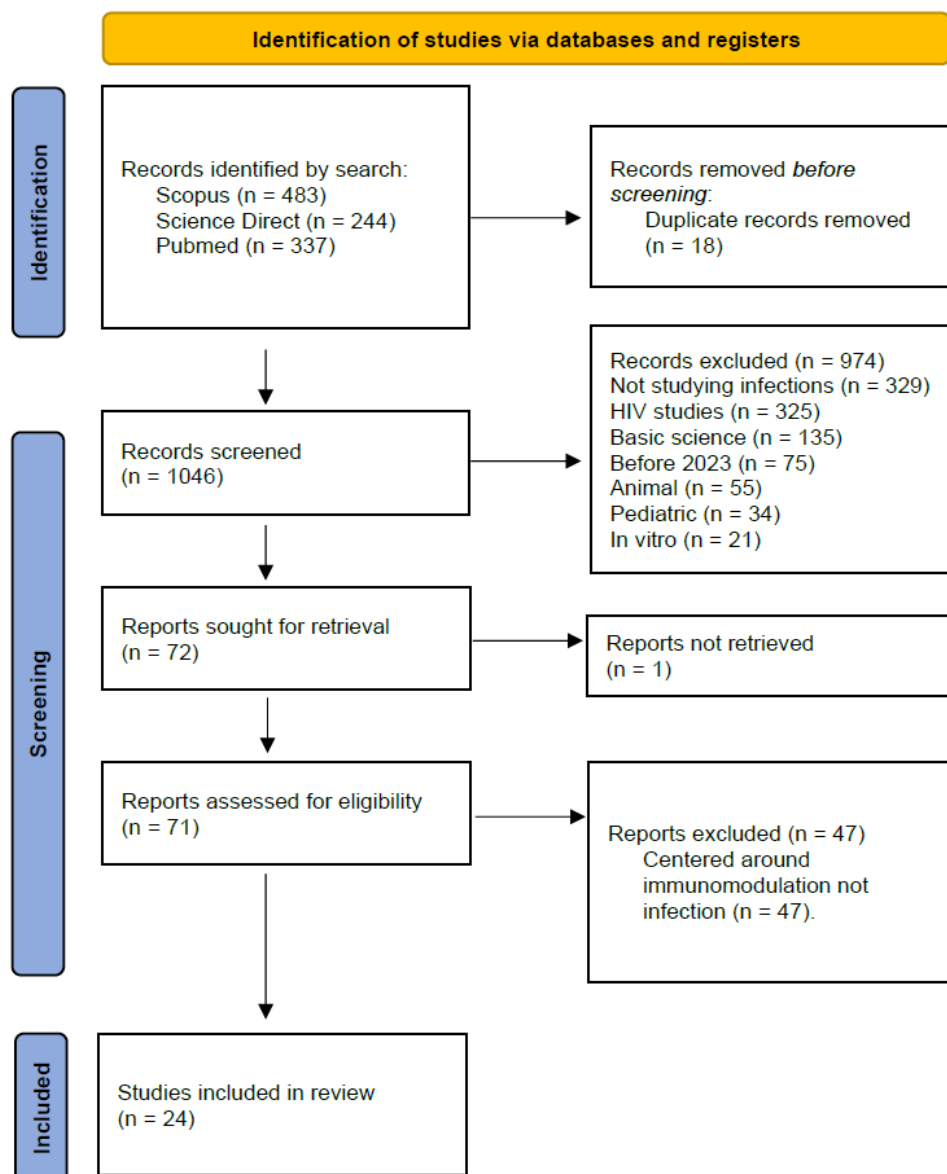 Identification of studies via databases and registers
Identification
Records identified by search:
Scopus (n = 483)
Science Direct (n = 244)
Pubmed (n = 337)
Records removed before
screening:
Duplicate records removed
(n = 18)
Screening
Records screened
(n = 1046)
Records excluded (n = 974)
Not studying infections (n = 329)
HIV studies (n = 325)
Basic science (n = 135)
Before 2023 (n = 75)
Animal (n = 55)
Pediatric (n = 34)
In vitro (n = 21)
Reports sought for retrieval
(n = 72)
Reports not retrieved
(n = 1)
Reports assessed for eligibility
(n = 71)
Reports excluded (n = 47)
Centered around
immunomodulation not
infection (n = 47).
Included
Studies included in review
(n = 24)